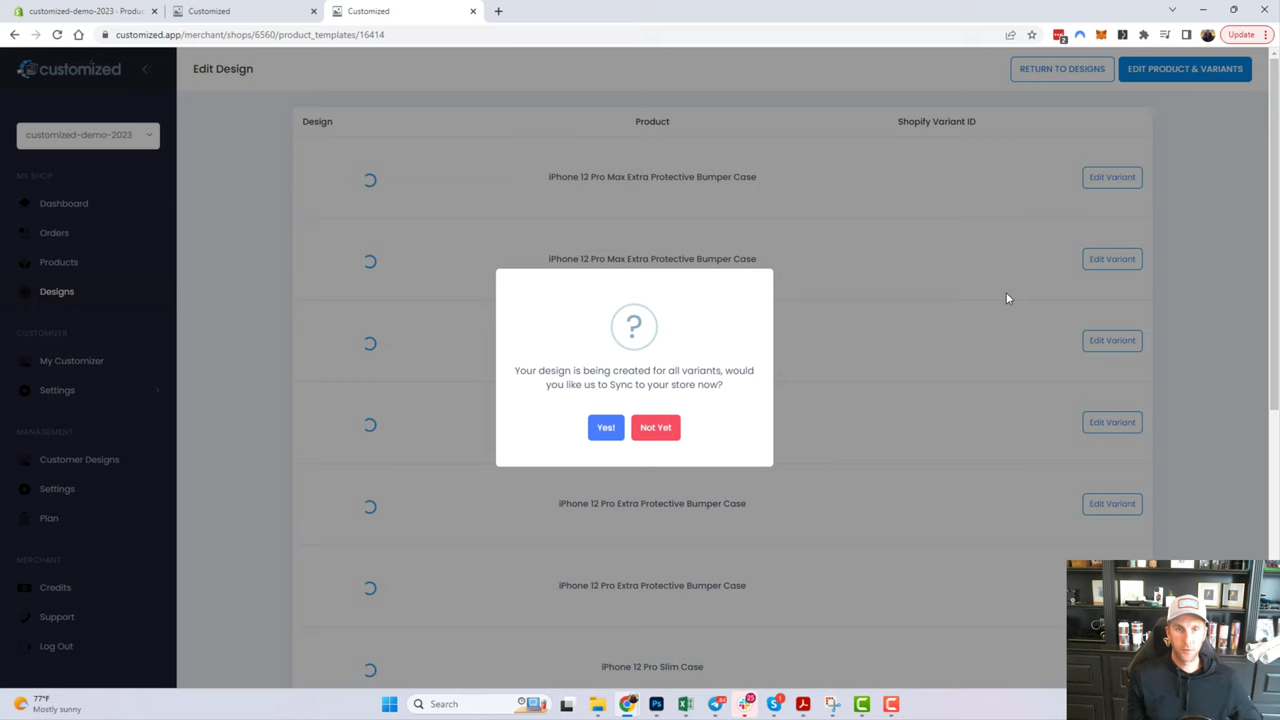 customized-demo-2023 - Produc
Customized
Customized
customized.app/merchant/shops/6560/product_templates/16414
Update
customized
Edit Design
RETURN TO DESIGNS
EDIT PRODUCT & VARIANTS
customized-demo-2023
MY SHOP
Dashboard
Orders
Products
Designs
CUSTOMIZER
My Customizer
Settings
MANAGEMENT
Customer Designs
Settings
Plan
MERCHANT
Credits
Support
Log Out
Design Product Shopify Variant ID
iPhone 12 Pro Max Extra Protective Bumper Case Edit Variant
iPhone 12 Pro Max Extra Protective Bumper Case Edit Variant
Edit Variant
Edit Variant
?
Your design is being created for all variants, would
you like us to Sync to your store now?
Yes! Not Yet
iPhone 12 Pro Extra Protective Bumper Case Edit Variant
iPhone 12 Pro Extra Protective Bumper Case
iPhone 12 Pro Slim Case
77°F
Mostly sunny
Search
25